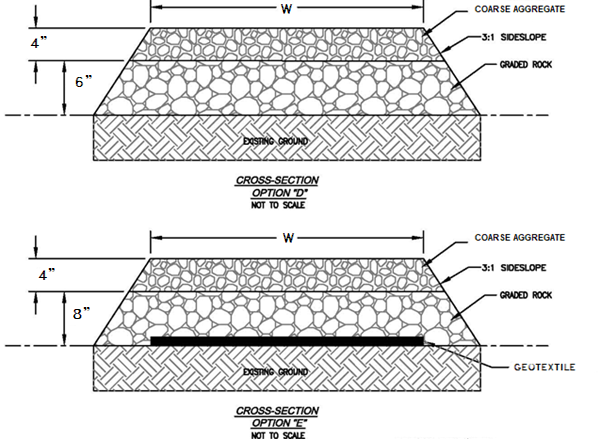 W
COARSE AGGREGATE
4”
3:1 SIDESLOPE
GRADED ROCK
6”
EXISTING GROUND
CROSS-SECTION
OPTION "D"
NOT TO SCALE
W
COARSE AGGREGATE
4”
3:1 SIDESLOPE
GRADED ROCK
8”
GEOTEXTILE
EXISTING GROUND
CROSS-SECTION
OPTION "E"
NOT TO SCALE